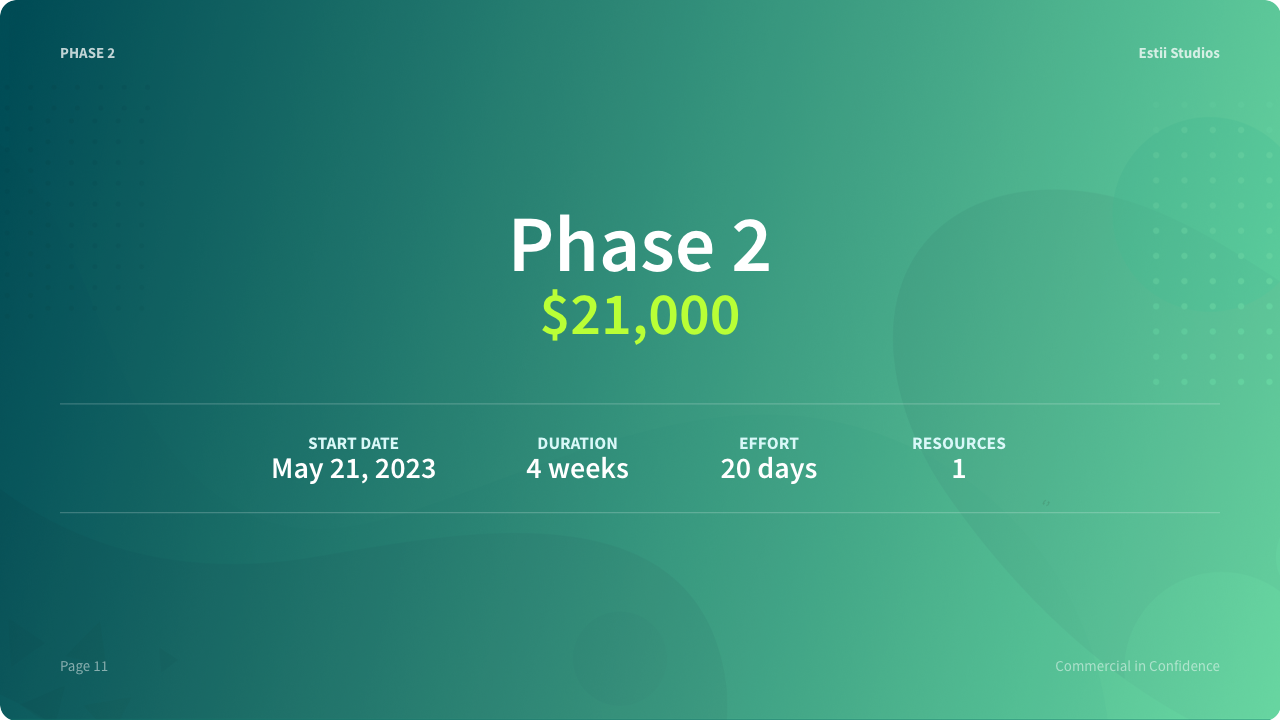 PHASE 2
Estii Studios
Phase 2
$21,000
START DATE
May 21, 2023
DURATION
4 weeks
EFFORT
20 days
RESOURCES
1
Page 11
Commercial in Confidence